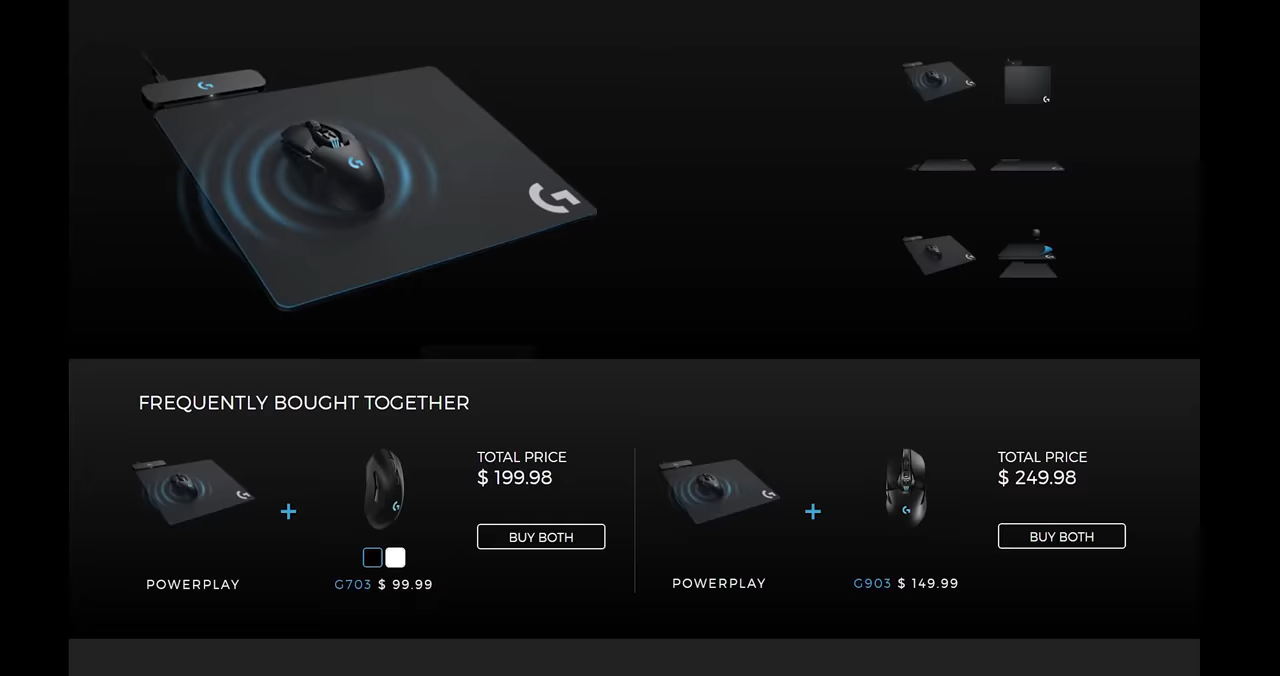 FREQUENTLY BOUGHT TOGETHER
TOTAL PRICE
$ 199.98
BUY BOTH
POWERPLAY
G703 $ 99.99
TOTAL PRICE
$ 249.98
BUY BOTH
POWERPLAY
G903 $ 149.99